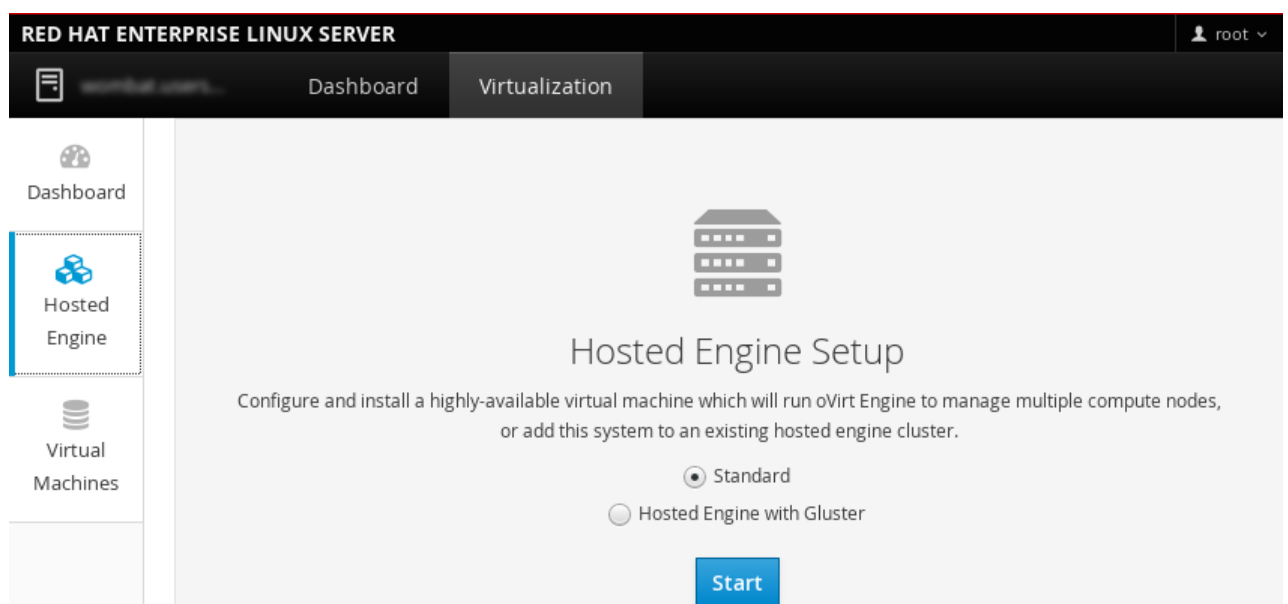 RED HAT ENTERPRISE LINUX SERVER
root
Dashboard
Virtualization
Dashboard
Hosted
Engine
Virtual
Machines
Hosted Engine Setup
Configure and install a highly-available virtual machine which will run oVirt Engine to manage multiple compute nodes,
or add this system to an existing hosted engine cluster.
Standard
Hosted Engine with Gluster
Start